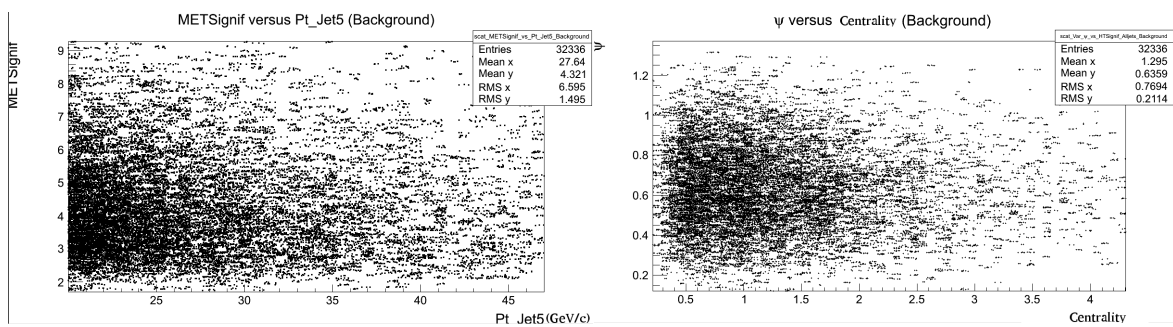 METSignif versus Pt_Jet5 (Background)
scat_METSignif_vs_Pt_Jet5_Background
Entries 32336
Mean x 27.64
Mean y 4.321
RMS x 6.595
RMS y 1.495
METSignif
9
8
7
6
5
4
3
2
25 30 35 40 45
Pt_Jet5(GeV/c)
ψ versus Centrality (Background)
scat_Var_ψ_vs_HTSignif_Alljets_Background
Entries 32336
Mean x 1.295
Mean y 0.6359
RMS x 0.7694
RMS y 0.2114
ψ
1.2
1
0.8
0.6
0.4
0.2
0.5 1 1.5 2 2.5 3 3.5 4
Centrality